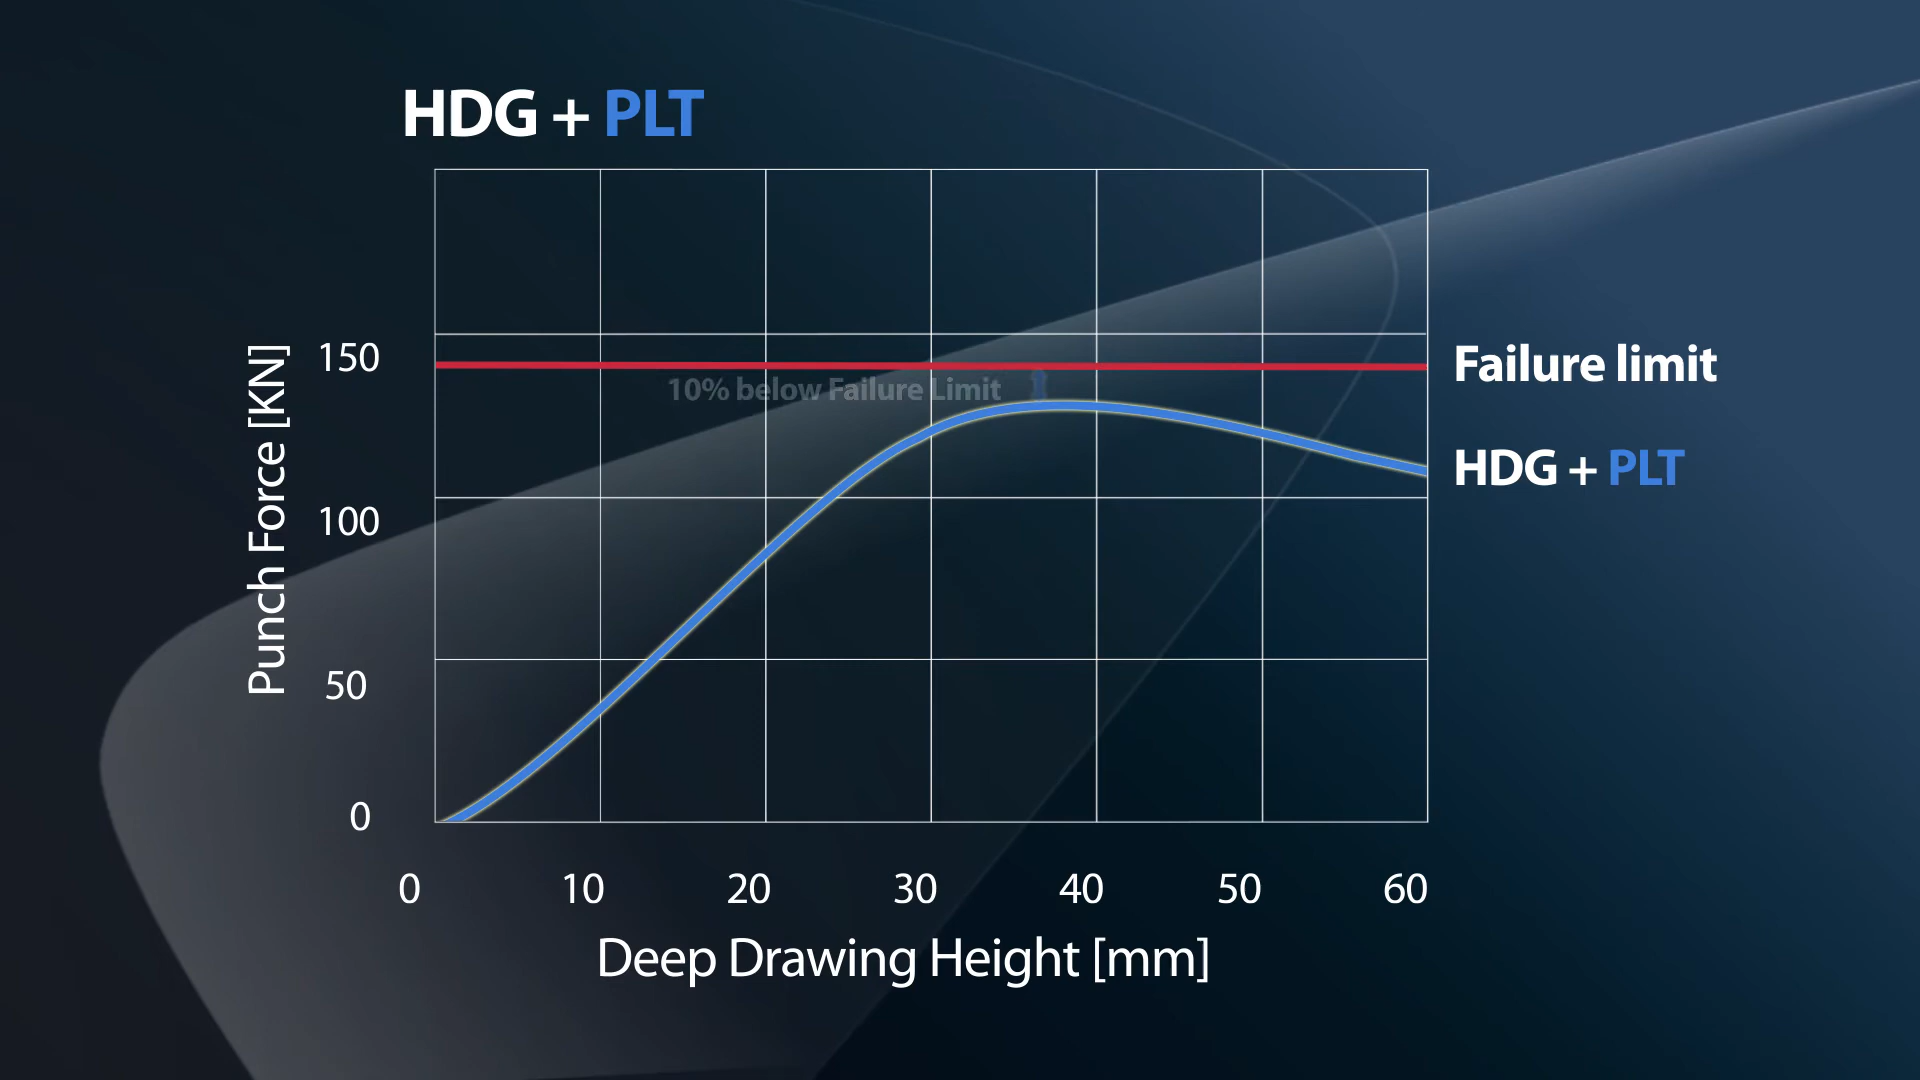 HDG + PLT
150
100
50
0
Punch Force [KN]
10% below Failure Limit
Failure limit
HDG + PLT
0 10 20 30 40 50 60
Deep Drawing Height [mm]